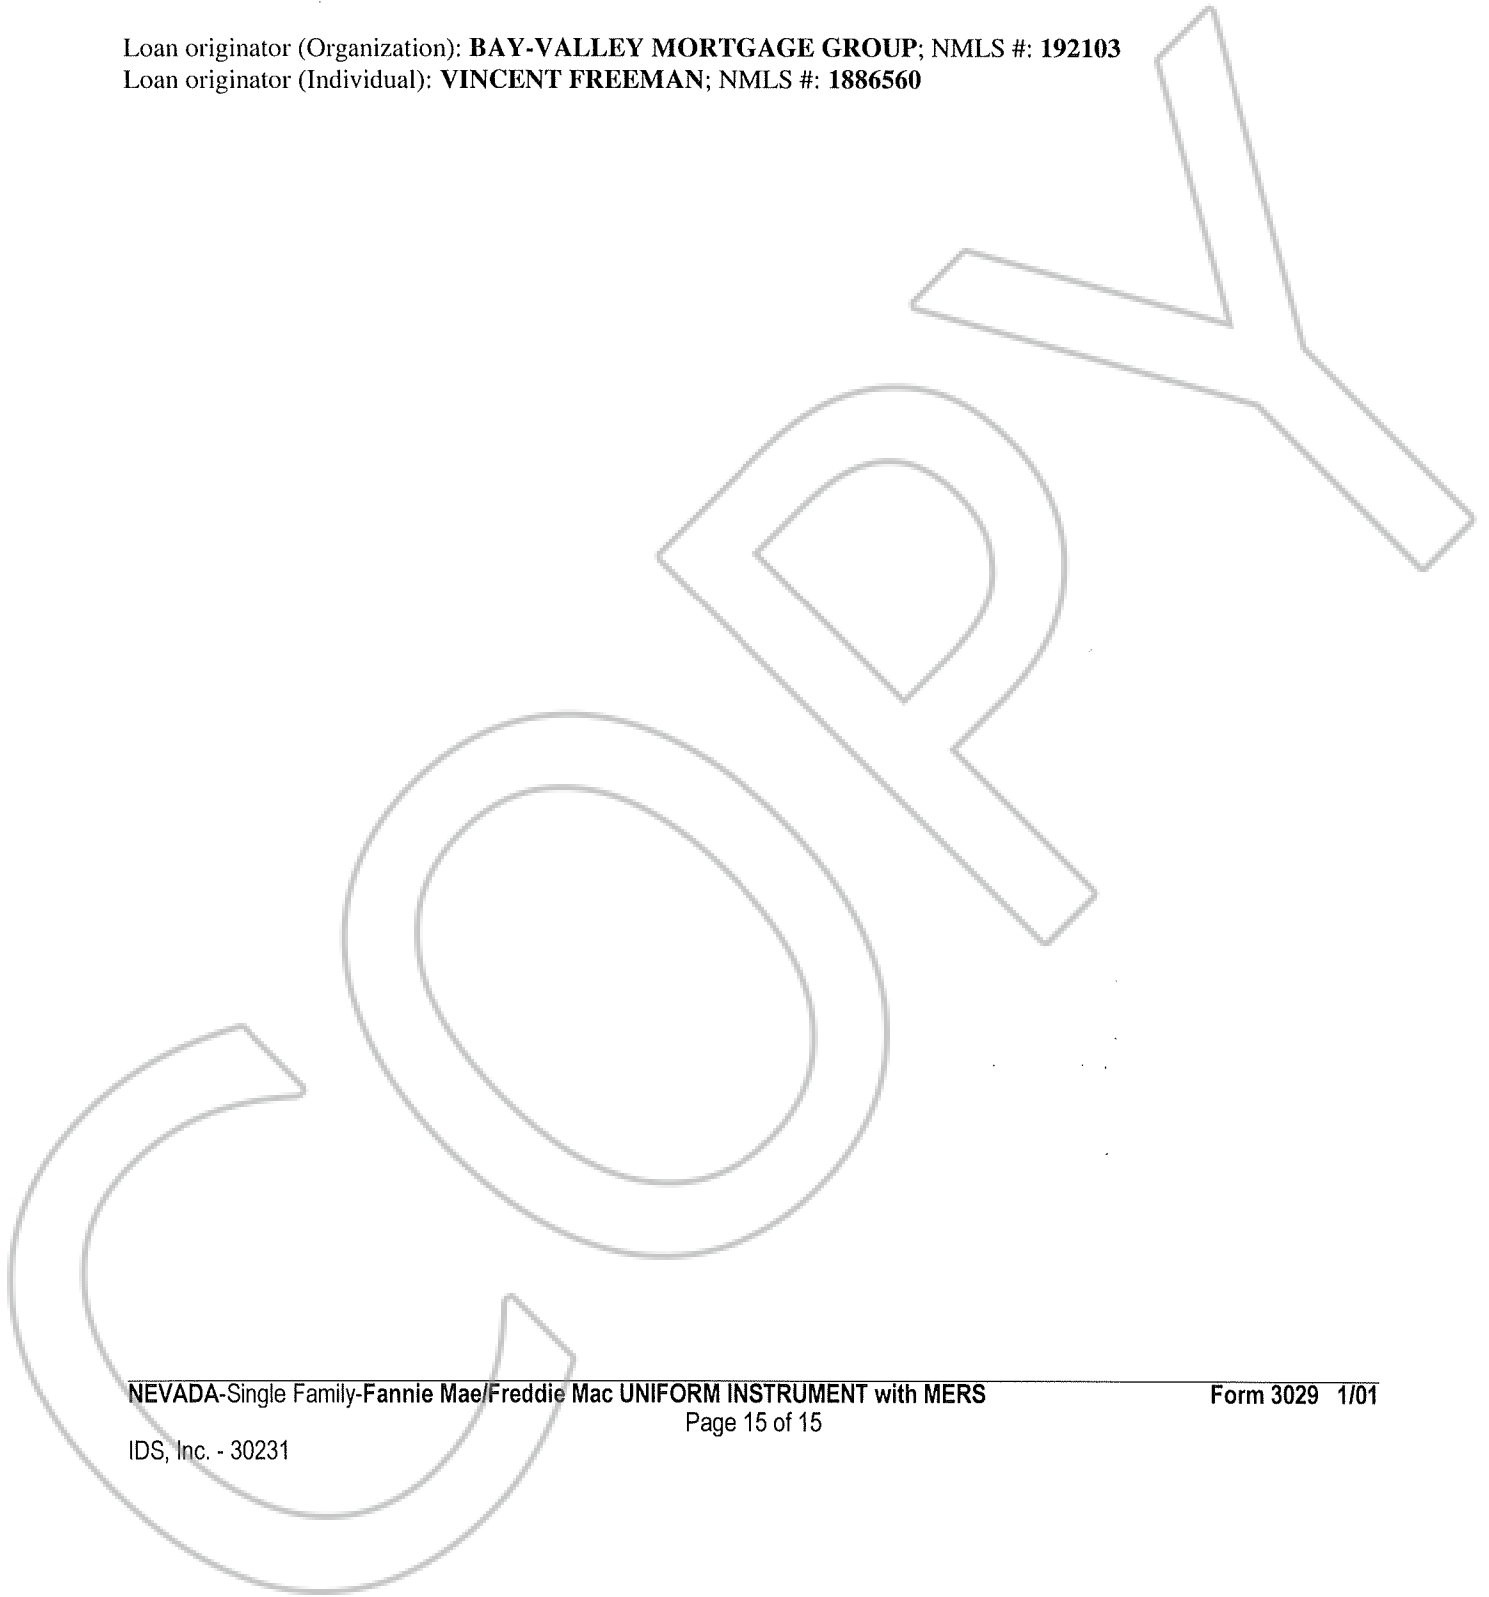 Loan originator (Organization): BAY-VALLEY MORTGAGE GROUP; NMLS #: 192103
Loan originator (Individual): VINCENT FREEMAN; NMLS #: 1886560
COPY
NEVADA-Single Family-Fannie Mae/Freddie Mac UNIFORM INSTRUMENT with MERS Form 3029 1/01
Page 15 of 15
IDS, Inc. - 30231